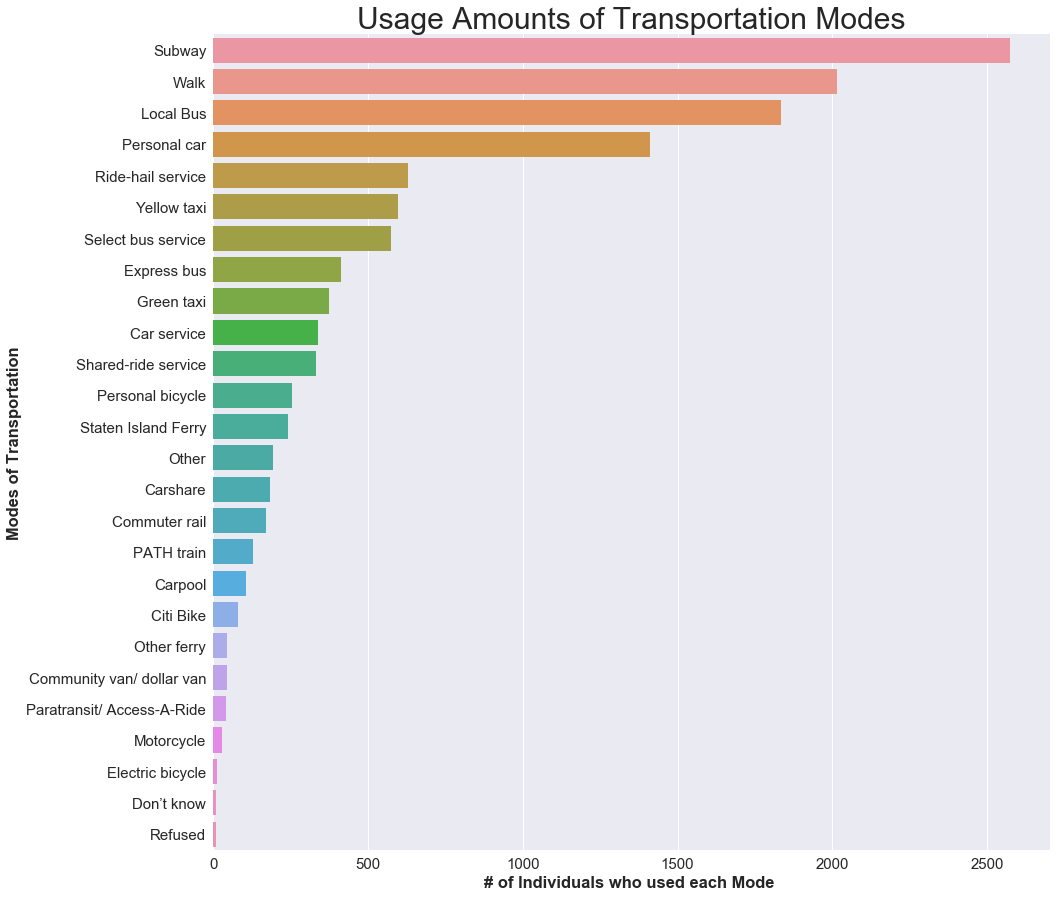 Usage Amounts of Transportation Modes
Modes of Transportation
Subway
Walk
Local Bus
Personal car
Ride-hail service
Yellow taxi
Select bus service
Express bus
Green taxi
Car service
Shared-ride service
Personal bicycle
Staten Island Ferry
Other
Carshare
Commuter rail
PATH train
Carpool
Citi Bike
Other ferry
Community van/ dollar van
Paratransit/ Access-A-Ride
Motorcycle
Electric bicycle
Don’t know
Refused
0 500 1000 1500 2000 2500
# of Individuals who used each Mode